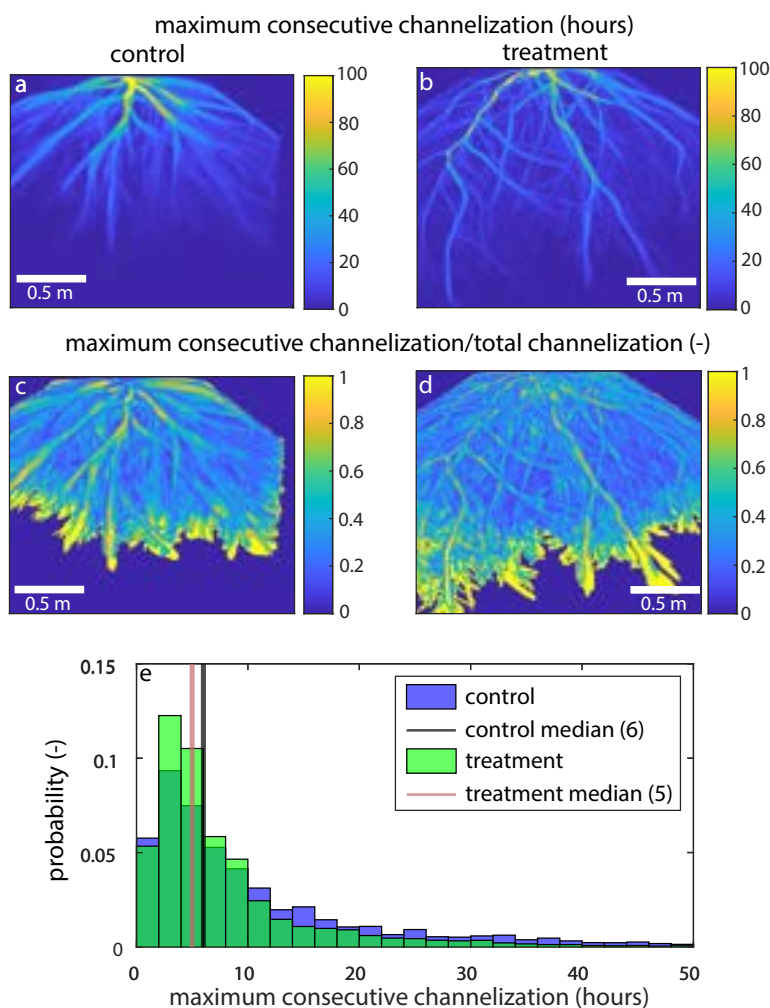 maximum consecutive channelization (hours)
control
treatment
a
100
80
60
40
20
0
0.5 m
b
100
80
60
40
20
0
0.5 m
maximum consecutive channelization/total channelization (-)
c
1
0.8
0.6
0.4
0.2
0
0.5 m
d
1
0.8
0.6
0.4
0.2
0
0.5 m
e
0.15
0.1
0.05
0
probability (-)
control
control median (6)
treatment
treatment median (5)
0 10 20 30 40 50
maximum consecutive channelization (hours)